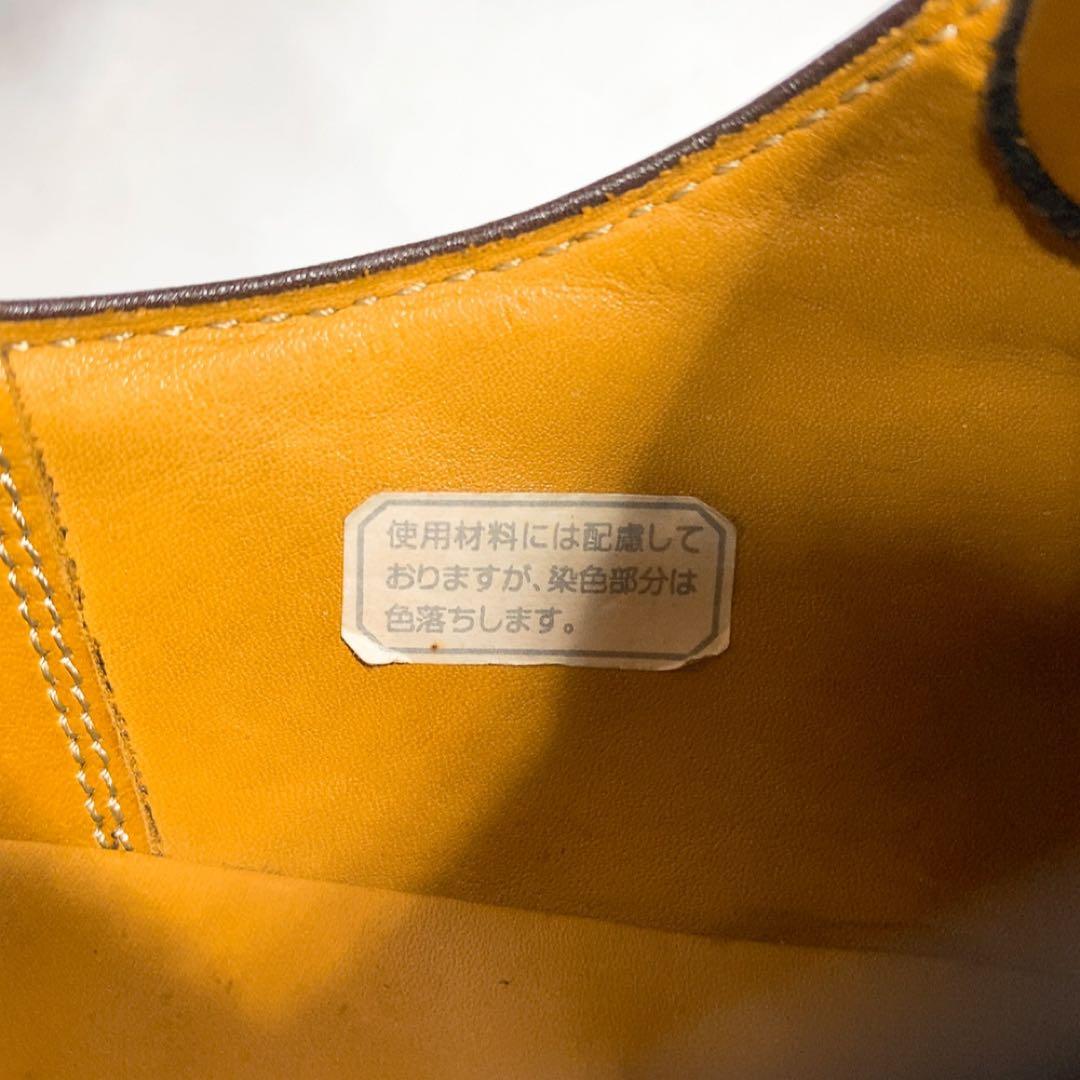 使用材料には配慮して
おりますが、染色部分は
色落ちします。